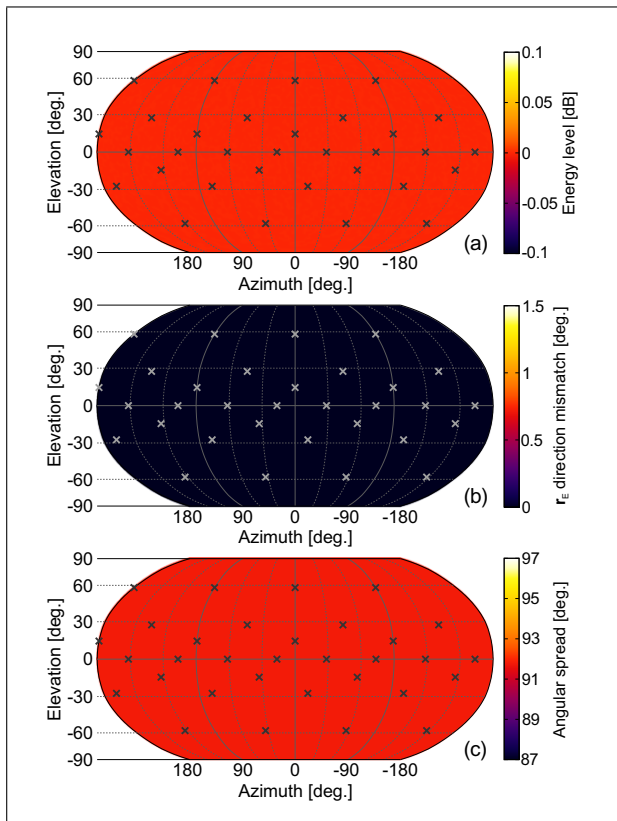 90
60
30
0
-30
-60
-90
Elevation [deg.]
180 90 0 -90 -180
Azimuth [deg.]
(a)
0.1
0.05
0
-0.05
-0.1
Energy level [dB]
90
60
30
0
-30
-60
-90
Elevation [deg.]
180 90 0 -90 -180
Azimuth [deg.]
(b)
1.5
1
0.5
0
rE direction mismatch [deg.]
90
60
30
0
-30
-60
-90
Elevation [deg.]
180 90 0 -90 -180
Azimuth [deg.]
(c)
97
95
93
91
89
87
Angular spread [deg.]